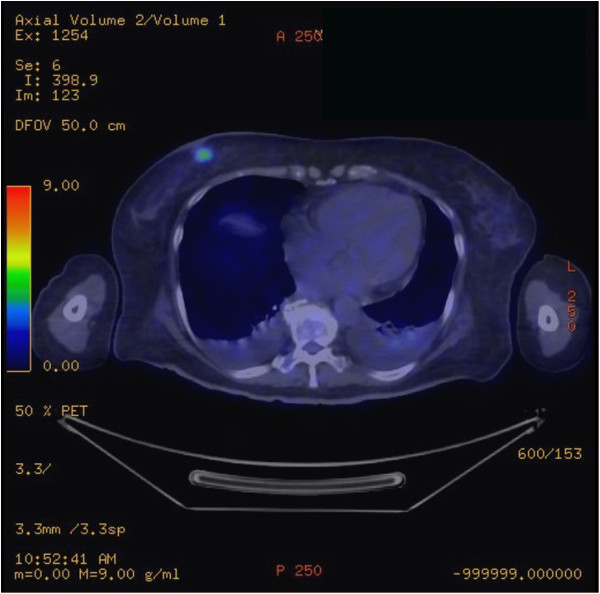 Axial Volume 2/Volume 1
Ex: 1254
A 250
Se: 6
I: 398.9
Im: 123
DFOV 50.0 cm
9.00
L 250
0.00
50 % PET
600/153
3.3/
3.3mm /3.3sp
10:52:41 AM
m=0.00 M=9.00 g/ml
P 250
-999999.000000